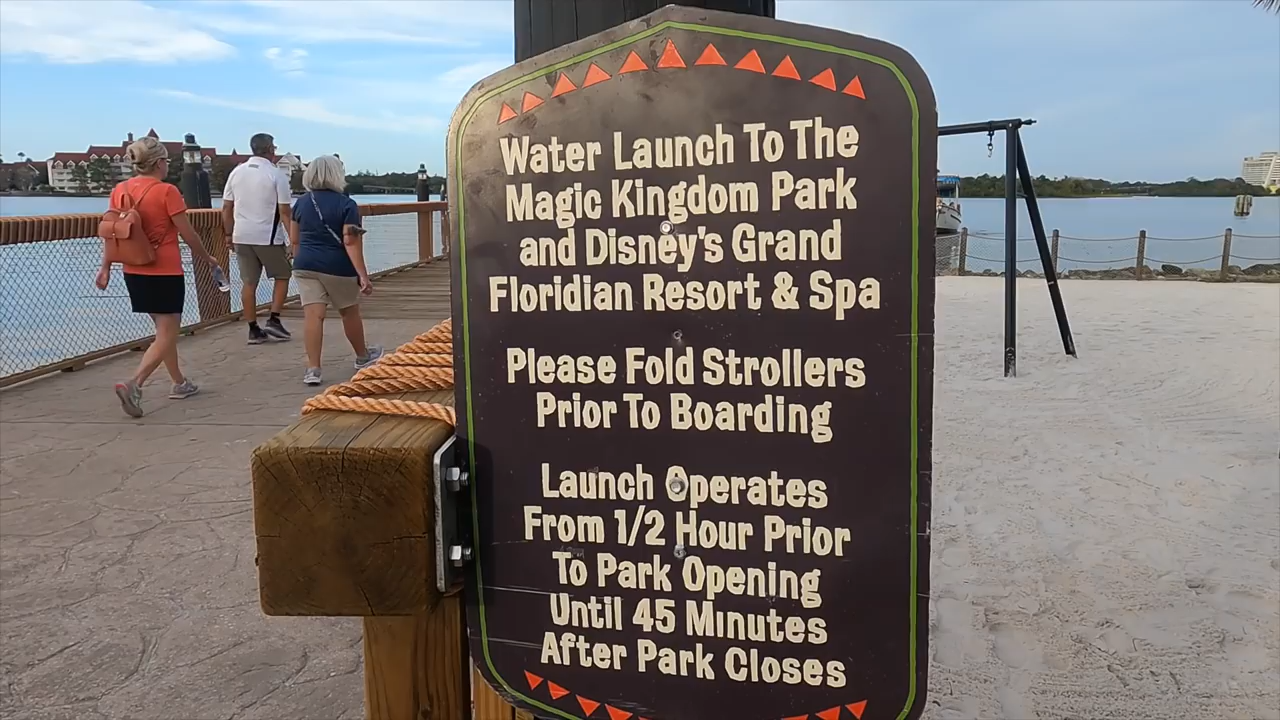 Water Launch To The
Magic Kingdom Park
and Disney's Grand
Floridian Resort & Spa
Please Fold Strollers
Prior To Boarding
Launch Operates
From 1/2 Hour Prior
To Park Opening
Until 45 Minutes
After Park Closes